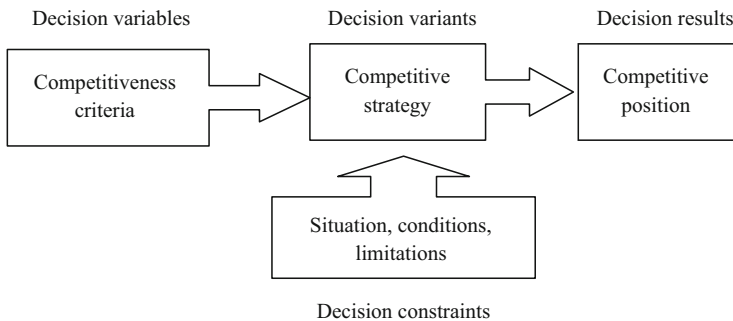 Decision variables
Decision variants
Decision results
Competitiveness
criteria
Competitive
strategy
Competitive
position
Situation, conditions,
limitations
Decision constraints